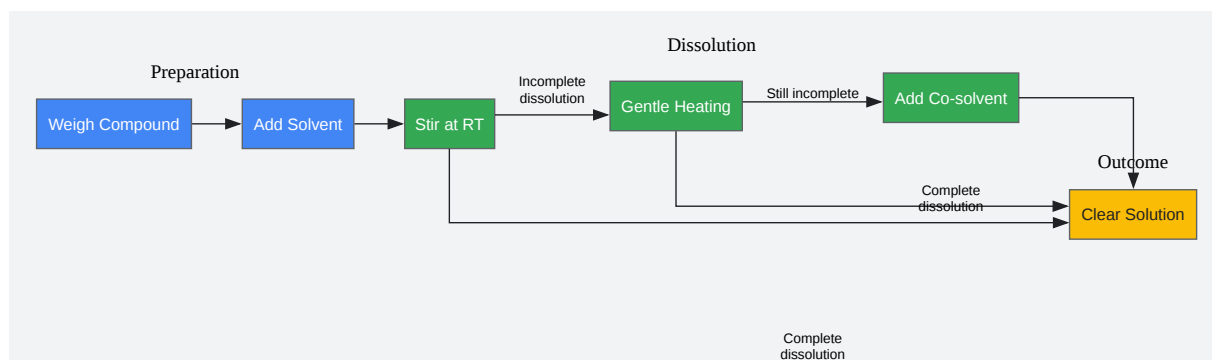 Preparation
Dissolution
Weigh Compound
Add Solvent
Stir at RT
Incomplete
dissolution
Gentle Heating
Still incomplete
Add Co-solvent
Outcome
Complete
dissolution
Clear Solution
Complete
dissolution